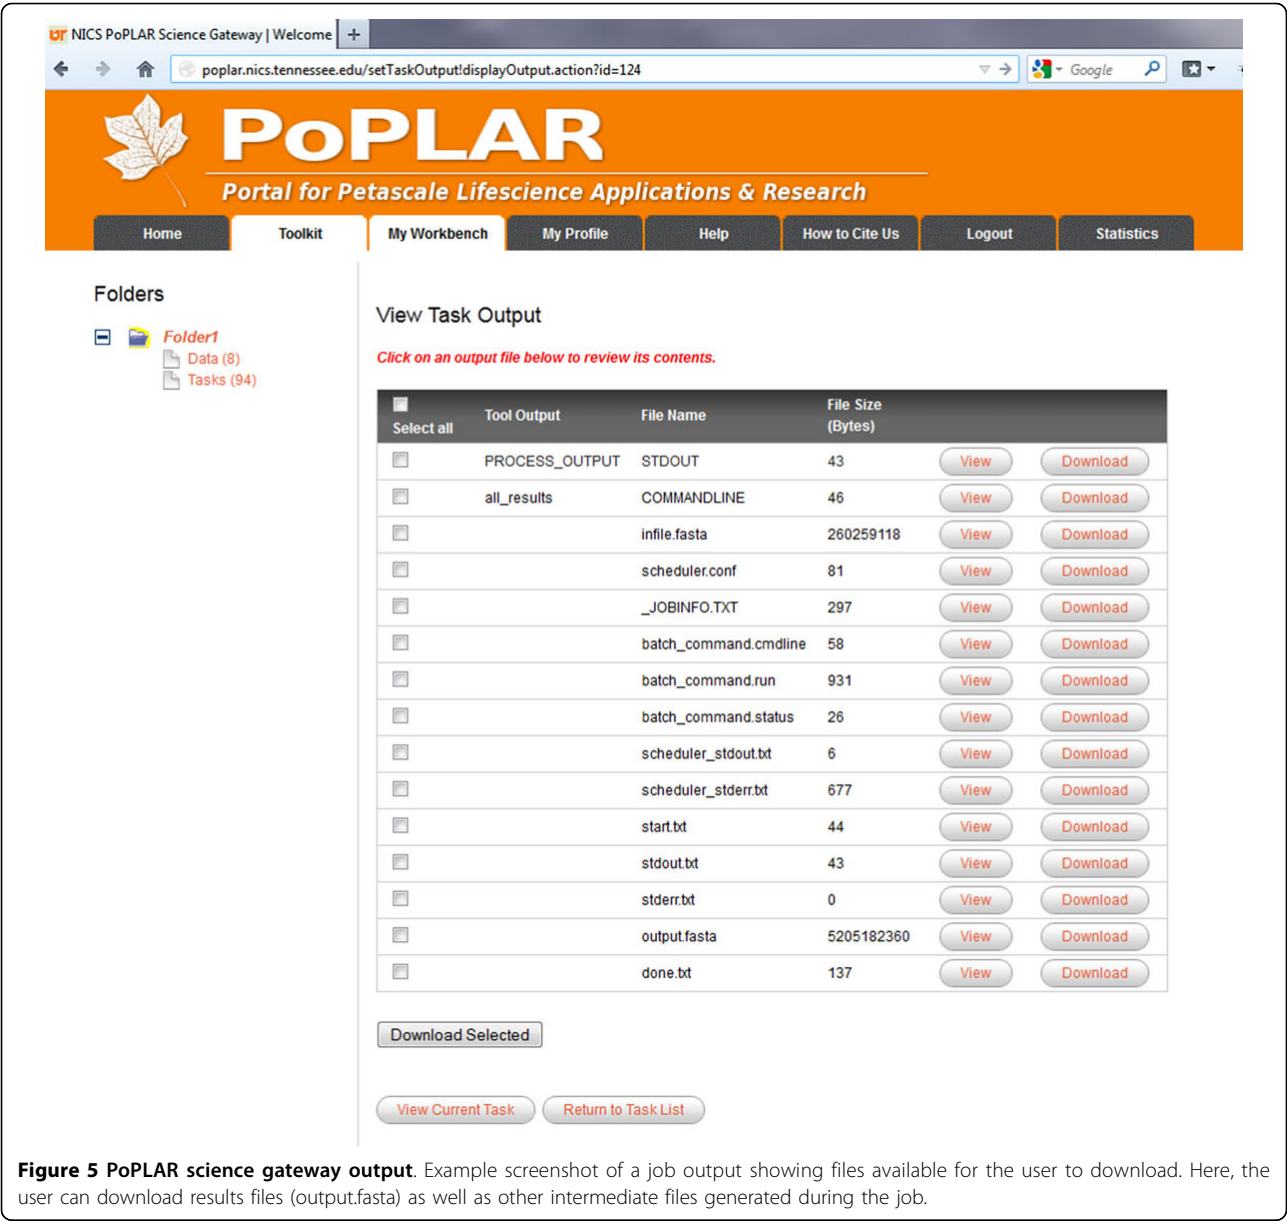 UT NICS PoPLAR Science Gateway | Welcome +
poplar.nics.tennessee.edu/setTaskOutput!displayOutput.action?id=124 Google
PoPLAR
Portal for Petascale Lifescience Applications & Research
Home Toolkit My Workbench My Profile Help How to Cite Us Logout Statistics
Folders
Folder1
Data (8)
Tasks (94)
View Task Output
Click on an output file below to review its contents.
Select all Tool Output File Name File Size (Bytes)
PROCESS_OUTPUT STDOUT 43 View Download
all_results COMMANDLINE 46 View Download
infile.fasta 260259118 View Download
scheduler.conf 81 View Download
_JOBINFO.TXT 297 View Download
batch_command.cmdline 58 View Download
batch_command.run 931 View Download
batch_command.status 26 View Download
scheduler_stdout.txt 6 View Download
scheduler_stderr.txt 677 View Download
start.txt 44 View Download
stdout.txt 43 View Download
stderr.txt 0 View Download
output.fasta 5205182360 View Download
done.txt 137 View Download
Download Selected
View Current Task Return to Task List
Figure 5 PoPLAR science gateway output. Example screenshot of a job output showing files available for the user to download. Here, the
user can download results files (output.fasta) as well as other intermediate files generated during the job.